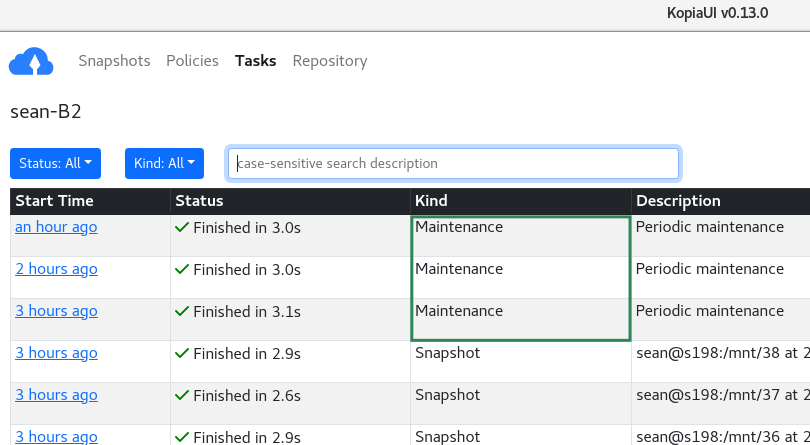 KopiaUI v0.13.0
Snapshots Policies Tasks Repository
sean-B2
Status: All Kind: All case-sensitive search description
Start Time Status Kind Description
an hour ago Finished in 3.0s Maintenance Periodic maintenance
2 hours ago Finished in 3.0s Maintenance Periodic maintenance
3 hours ago Finished in 3.1s Maintenance Periodic maintenance
3 hours ago Finished in 2.9s Snapshot sean@s198:/mnt/38 at 2
3 hours ago Finished in 2.6s Snapshot sean@s198:/mnt/37 at 2
3 hours ago Finished in 2.9s Snapshot sean@s198:/mnt/36 at 2